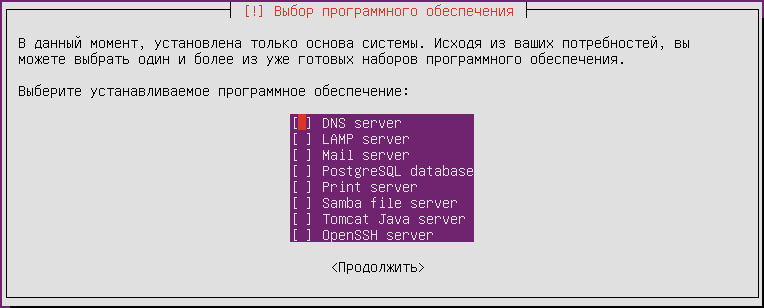 [!] Выбор программного обеспечения
В данный момент, установлена только основа системы. Исходя из ваших потребностей, вы
можете выбрать один и более из уже готовых наборов программного обеспечения.
Выберите устанавливаемое программное обеспечение:
[ ] DNS server
[ ] LAMP server
[ ] Mail server
[ ] PostgreSQL database
[ ] Print server
[ ] Samba file server
[ ] Tomcat Java server
[ ] OpenSSH server
<Продолжить>